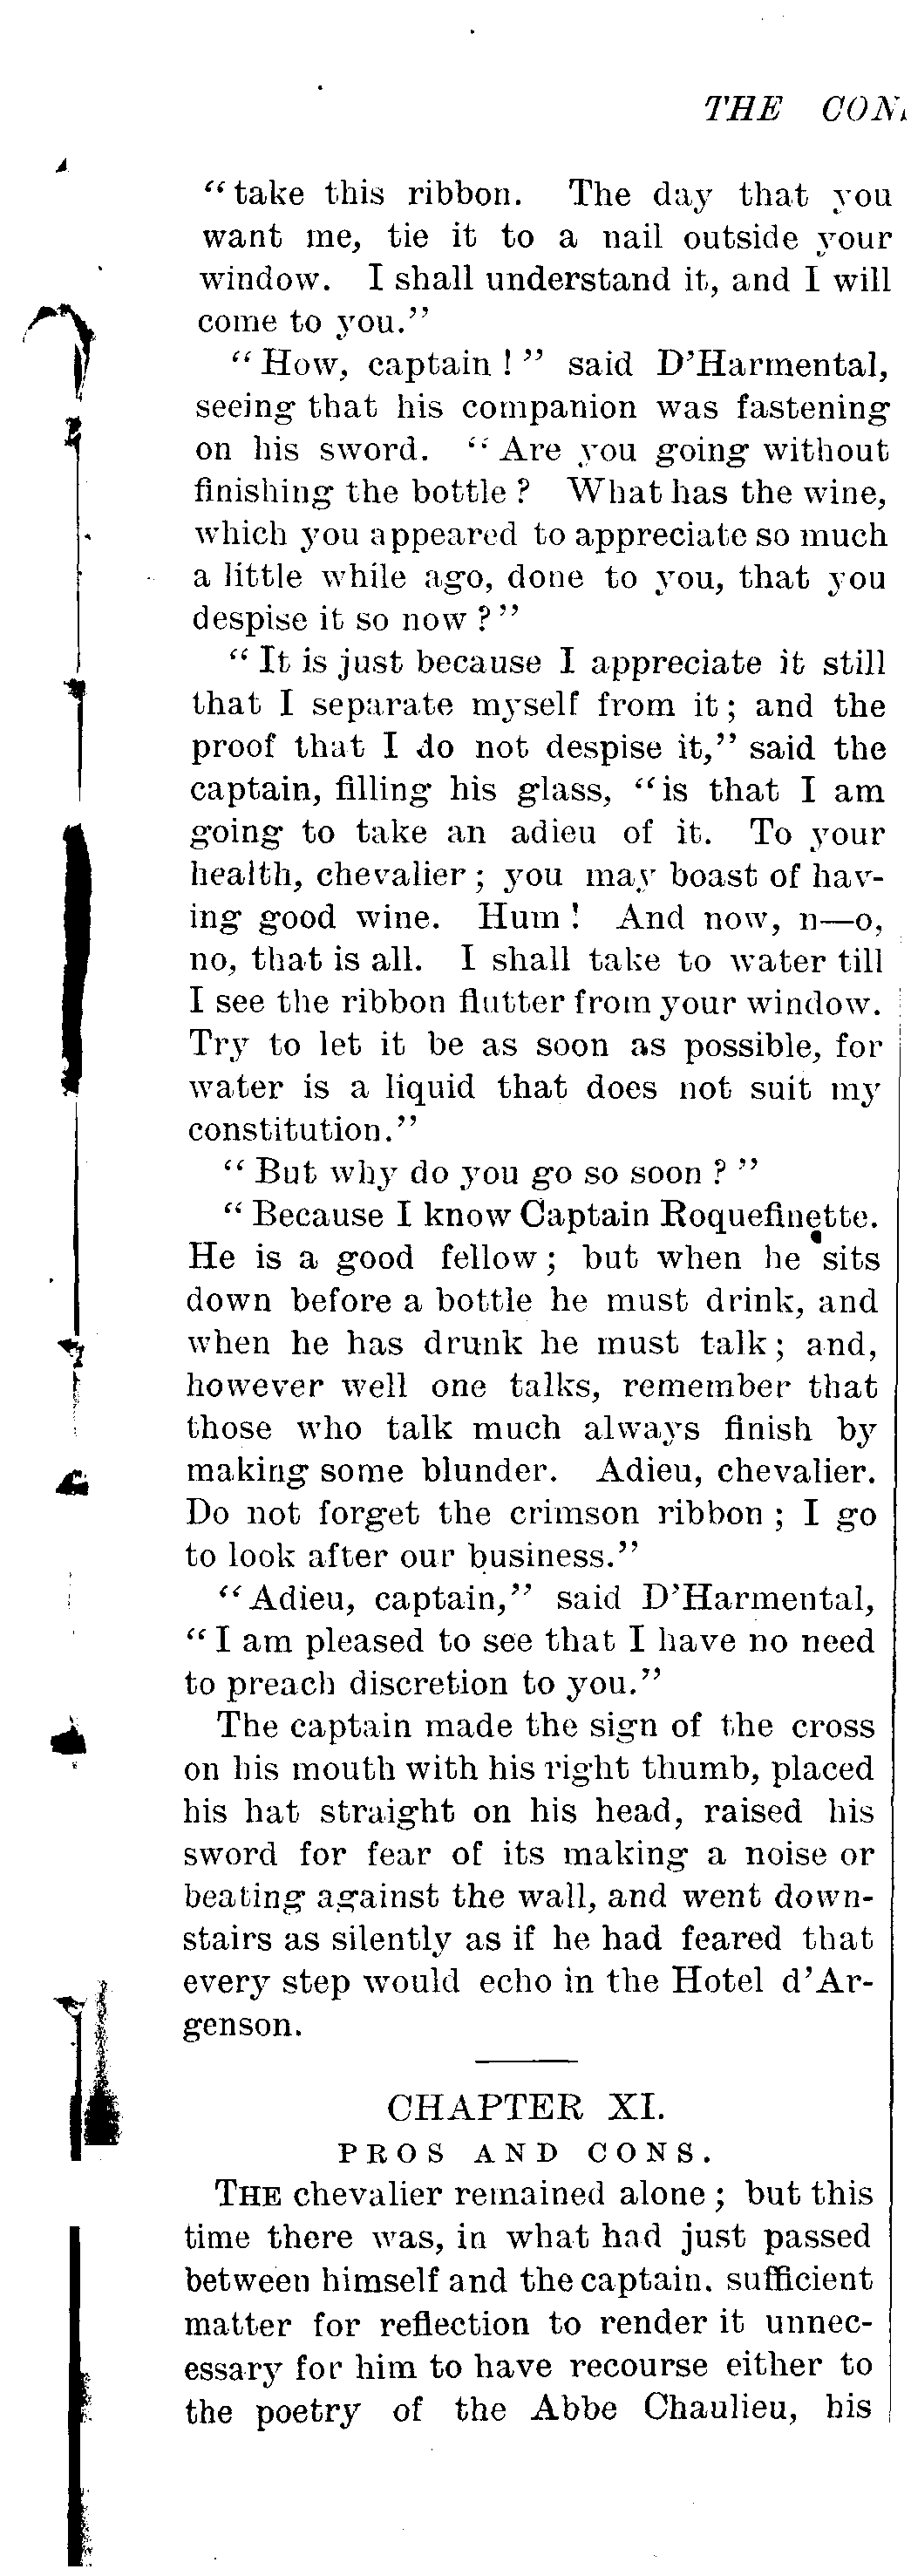 THE CON
“take this ribbon. The day that you
want me, tie it to a nail outside your
window. I shall understand it, and I will
come to you.”
“How, captain!” said D’Harmental,
seeing that his companion was fastening
on his sword. “Are you going without
finishing the bottle? What has the wine,
which you appeared to appreciate so much
a little while ago, done to you, that you
despise it so now?”
“It is just because I appreciate it still
that I separate myself from it; and the
proof that I do not despise it,” said the
captain, filling his glass, “is that I am
going to take an adieu of it. To your
health, chevalier; you may boast of hav-
ing good wine. Hum! And now, n—o,
no, that is all. I shall take to water till
I see the ribbon flutter from your window.
Try to let it be as soon as possible, for
water is a liquid that does not suit my
constitution.”
“But why do you go so soon?”
“Because I know Captain Roquefinette.
He is a good fellow; but when he sits
down before a bottle he must drink, and
when he has drunk he must talk; and,
however well one talks, remember that
those who talk much always finish by
making some blunder. Adieu, chevalier.
Do not forget the crimson ribbon; I go
to look after our business.”
“Adieu, captain,” said D’Harmental,
“I am pleased to see that I have no need
to preach discretion to you.”
The captain made the sign of the cross
on his mouth with his right thumb, placed
his hat straight on his head, raised his
sword for fear of its making a noise or
beating against the wall, and went down-
stairs as silently as if he had feared that
every step would echo in the Hotel d’Ar-
genson.
CHAPTER XI.
PROS AND CONS.
THE chevalier remained alone; but this
time there was, in what had just passed
between himself and the captain. sufficient
matter for reflection to render it unnec-
essary for him to have recourse either to
the poetry of the Abbe Chaulieu, his